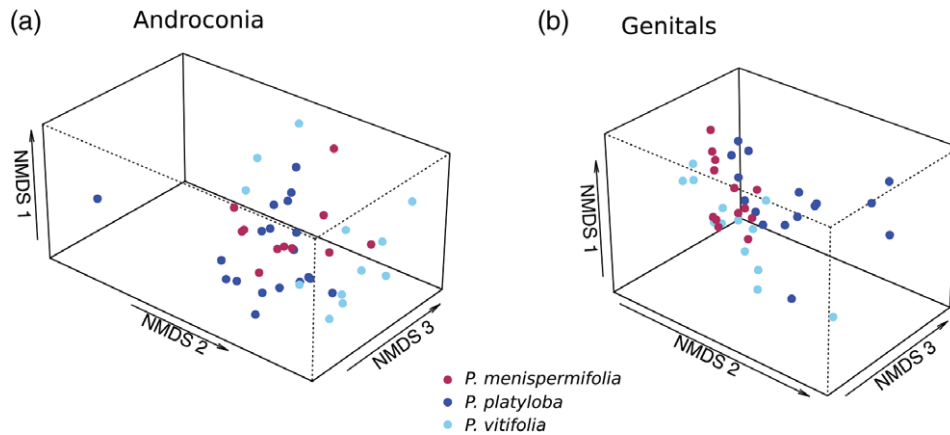 (a) Androconia
(b) Genitals
NMDS 1
NMDS 2
NMDS 3
NMDS 1
NMDS 2
NMDS 3
P. menispermifolia
P. platyloba
P. vitifolia